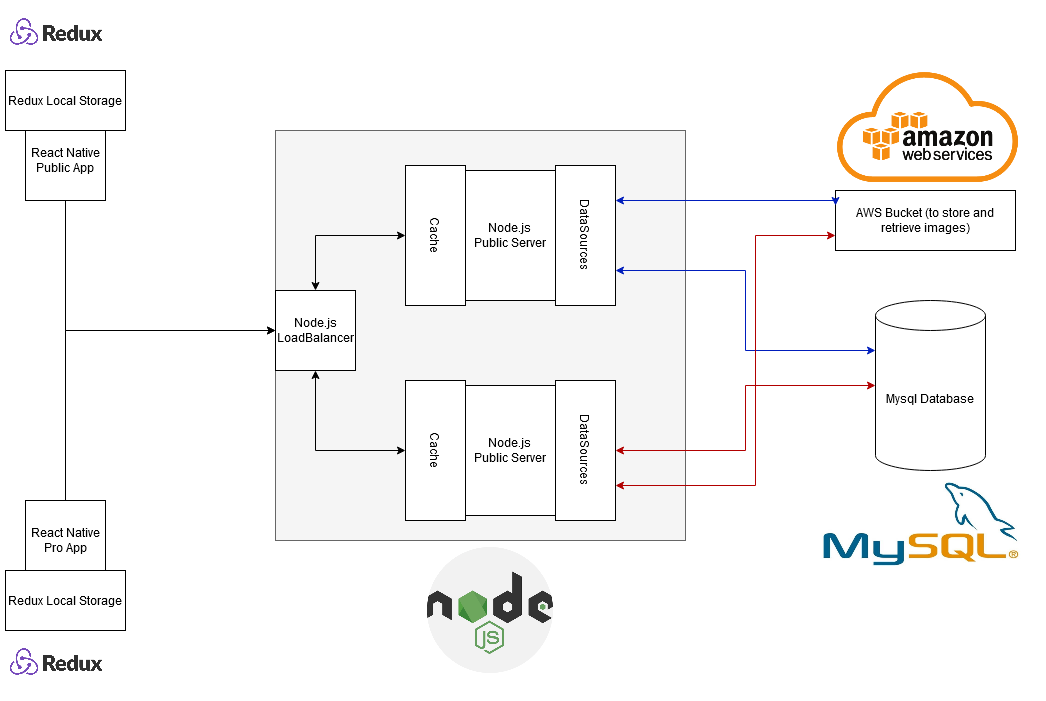 Redux
Redux Local Storage
React Native
Public App
Cache
Node.js
Public Server
DataSources
amazon
web services
AWS Bucket (to store and
retrieve images)
Node.js
LoadBalancer
Mysql Database
Cache
Node.js
Public Server
DataSources
React Native
Pro App
Redux Local Storage
Redux
MySQL®
node
JS